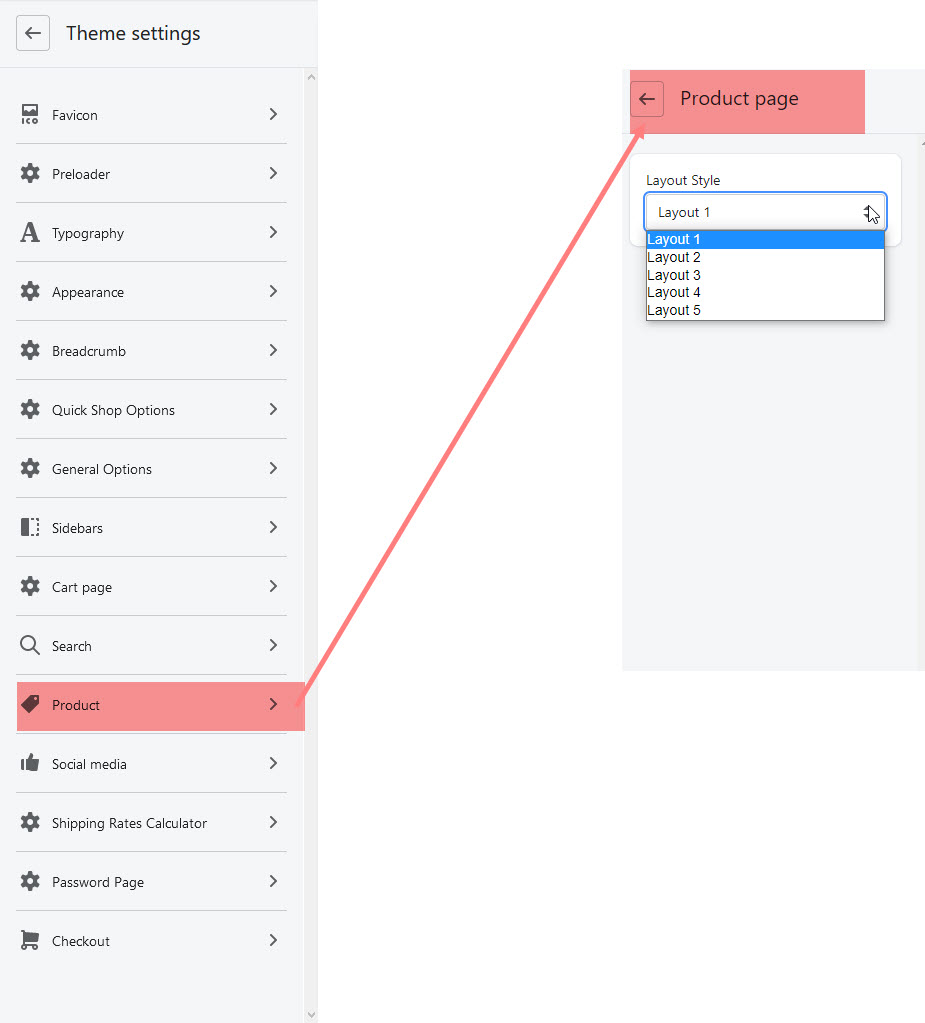 Theme settings
Favicon
Preloader
Typography
Appearance
Breadcrumb
Quick Shop Options
General Options
Sidebars
Cart page
Search
Product
Social media
Shipping Rates Calculator
Password Page
Checkout
Product page
Layout Style
Layout 1
Layout 1
Layout 2
Layout 3
Layout 4
Layout 5